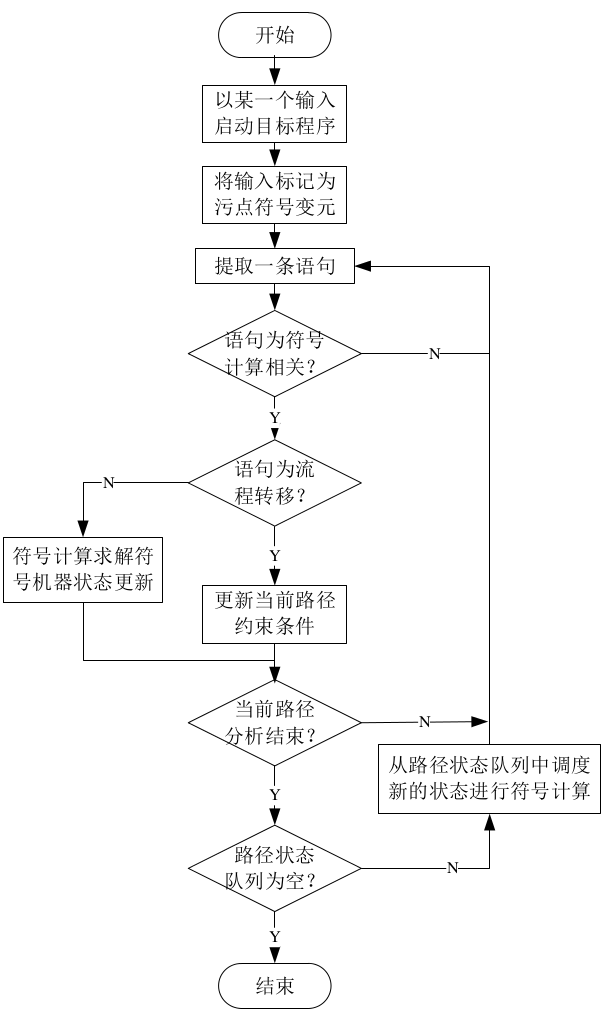 开始
以某一个输入
启动目标程序
将输入标记为
污点符号变元
提取一条语句
语句为符号
计算相关？
N
Y
语句为流
程转移？
N
Y
符号计算求解符
号机器状态更新
更新当前路径
约束条件
当前路径
分析结束？
N
Y
从路径状态队列中调度
新的状态进行符号计算
路径状态
队列为空？
N
Y
结束